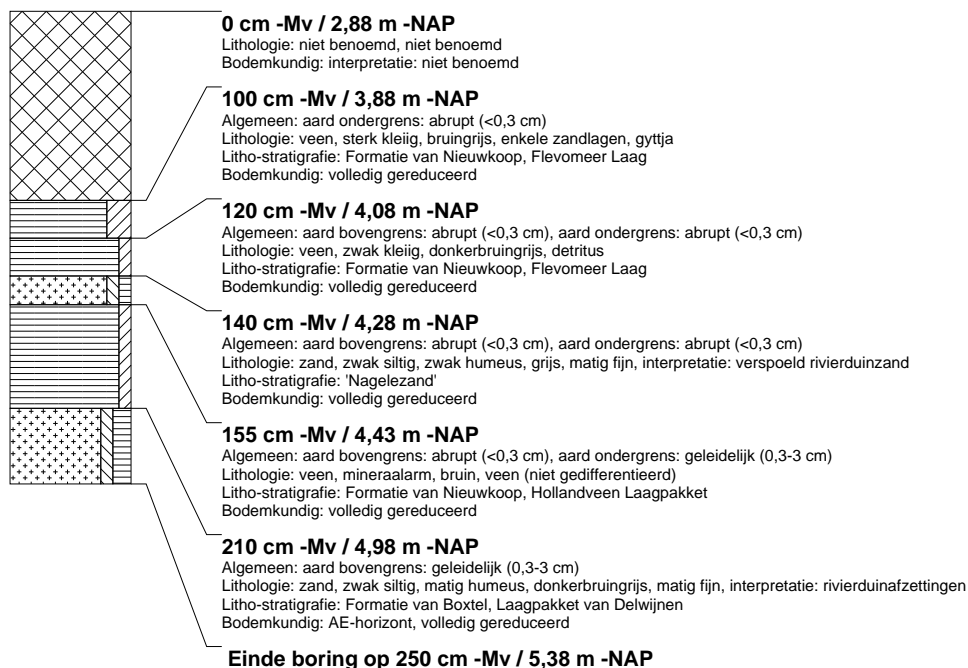 0 cm -Mv / 2,88 m -NAP
Lithologie: niet benoemd, niet benoemd
Bodemkundig: interpretatie: niet benoemd
100 cm -Mv / 3,88 m -NAP
Algemeen: aard ondergrens: abrupt (<0,3 cm)
Lithologie: veen, sterk kleiig, bruingrijs, enkele zandlagen, gyttja
Litho-stratigrafie: Formatie van Nieuwkoop, Flevomeer Laag
Bodemkundig: volledig gereduceerd
120 cm -Mv / 4,08 m -NAP
Algemeen: aard bovengrens: abrupt (<0,3 cm), aard ondergrens: abrupt (<0,3 cm)
Lithologie: veen, zwak kleiig, donkerbruingrijs, detritus
Litho-stratigrafie: Formatie van Nieuwkoop, Flevomeer Laag
Bodemkundig: volledig gereduceerd
140 cm -Mv / 4,28 m -NAP
Algemeen: aard bovengrens: abrupt (<0,3 cm), aard ondergrens: abrupt (<0,3 cm)
Lithologie: zand, zwak siltig, zwak humeus, grijs, matig fijn, interpretatie: verspoeld rivierduinzand
Litho-stratigrafie: 'Nagelezand'
Bodemkundig: volledig gereduceerd
155 cm -Mv / 4,43 m -NAP
Algemeen: aard bovengrens: abrupt (<0,3 cm), aard ondergrens: geleidelijk (0,3-3 cm)
Lithologie: veen, mineraalarm, bruin, veen (niet gedifferentieerd)
Litho-stratigrafie: Formatie van Nieuwkoop, Hollandveen Laagpakket
Bodemkundig: volledig gereduceerd
210 cm -Mv / 4,98 m -NAP
Algemeen: aard bovengrens: geleidelijk (0,3-3 cm)
Lithologie: zand, zwak siltig, matig humeus, donkerbruingrijs, matig fijn, interpretatie: rivierduinafzettingen
Litho-stratigrafie: Formatie van Boxtel, Laagpakket van Delwijnen
Bodemkundig: AE-horizont, volledig gereduceerd
Einde boring op 250 cm -Mv / 5,38 m -NAP